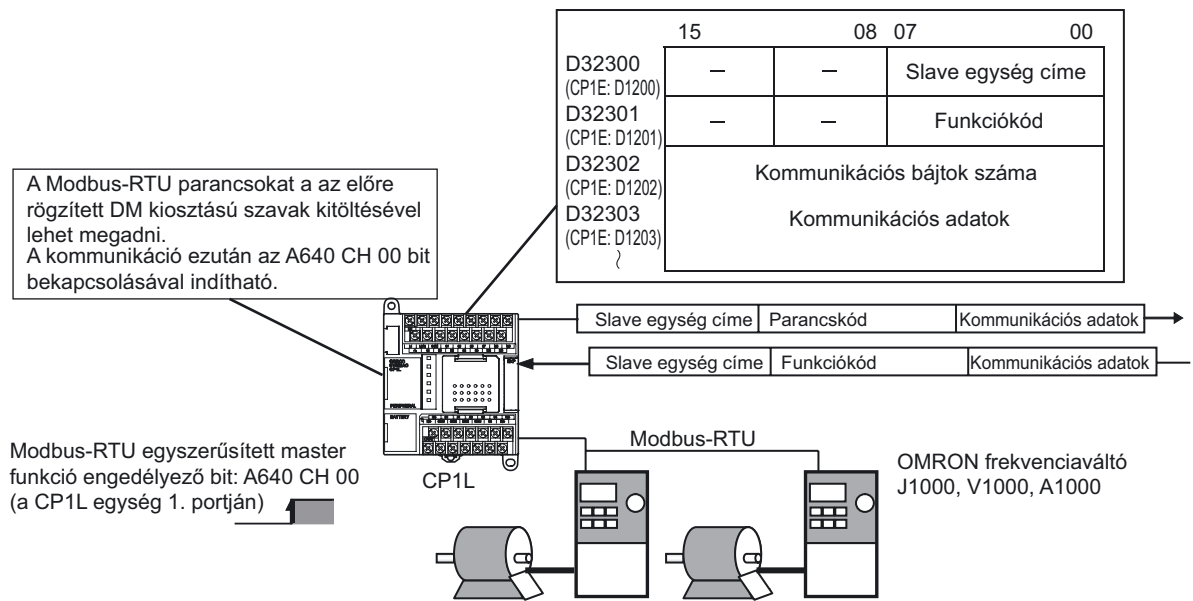 15 08 07 00
D32300 — — Slave egység címe
(CP1E: D1200)
D32301 — — Funkciókód
(CP1E: D1201)
D32302 Kommunikációs bájtok száma
(CP1E: D1202)
D32303 Kommunikációs adatok
(CP1E: D1203)
A Modbus-RTU parancsokat a az előre
rögzített DM kiosztású szavak kitöltésével
lehet megadni.
A kommunikáció ezután az A640 CH 00 bit
bekapcsolásával indítható.
Slave egység címe Parancskód Kommunikációs adatok
Slave egység címe Funkciókód Kommunikációs adatok
PERIPHERAL
BATTERY
CP1L
Modbus-RTU
Modbus-RTU egyszerűsített master
funkció engedélyező bit: A640 CH 00
(a CP1L egység 1. portján)
OMRON frekvenciaváltó
J1000, V1000, A1000